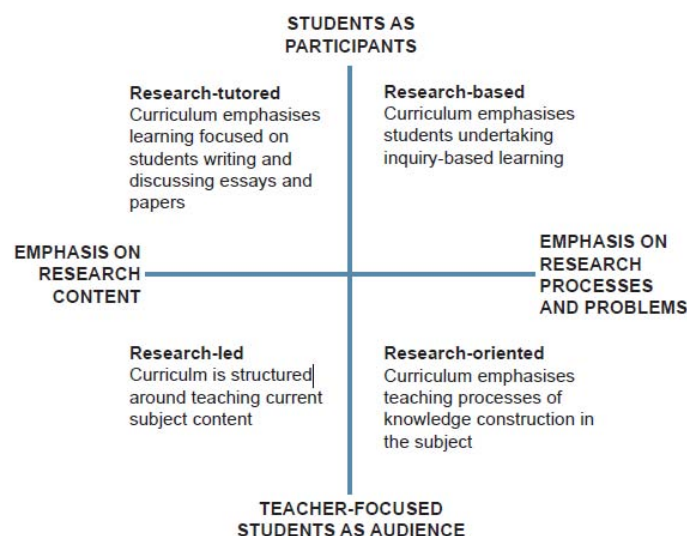 STUDENTS AS
PARTICIPANTS
Research-tutored
Curriculum emphasises
learning focused on
students writing and
discussing essays and
papers
Research-based
Curriculum emphasises
students undertaking
inquiry-based learning
EMPHASIS ON
RESEARCH
CONTENT
EMPHASIS ON
RESEARCH
PROCESSES
AND PROBLEMS
Research-led
Curriculm is structured
around teaching current
subject content
Research-oriented
Curriculum emphasises
teaching processes of
knowledge construction in
the subject
TEACHER-FOCUSED
STUDENTS AS AUDIENCE